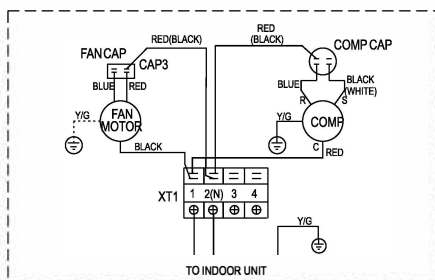 RED(BLACK)
RED
(BLACK)
FAN CAP
CAP3
COMP CAP
BLUE
RED
BLUE
BLACK
(WHITE)
R
S
Y/G
FAN
MOTOR
Y/G
COMP
C
BLACK
RED
XT1
1 2(N) 3 4
Y/G
TO INDOOR UNIT